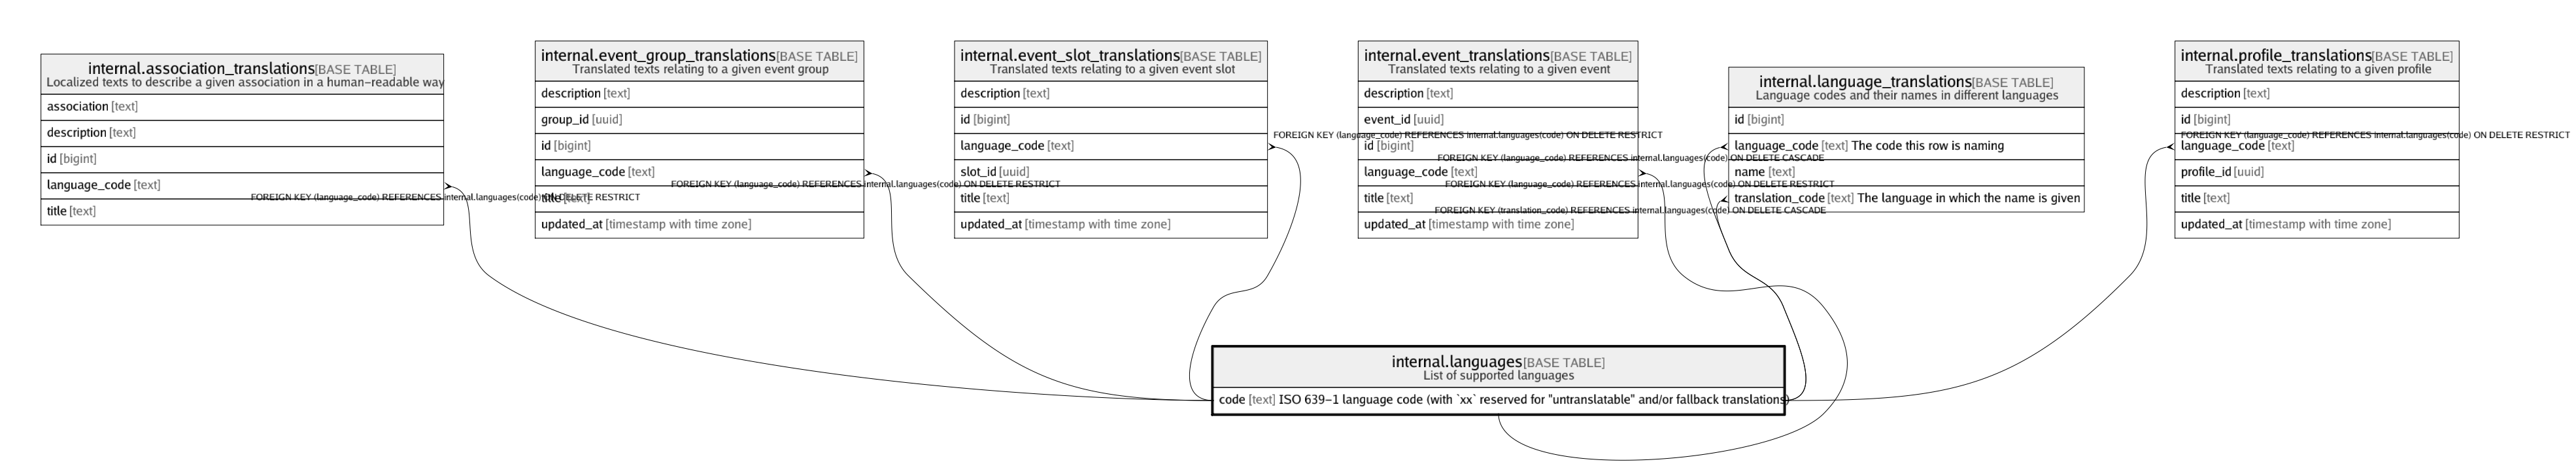 internal.association_translations[BASE TABLE]
Localized texts to describe a given association in a human-readable way
association [text]
description [text]
id [bigint]
language_code [text]
title [text]
FOREIGN KEY (language_code) REFERENCES internal.languages(code) ON DELETE RESTRICT
internal.event_group_translations[BASE TABLE]
Translated texts relating to a given event group
description [text]
group_id [uuid]
id [bigint]
language_code [text]
title [text]
updated_at [timestamp with time zone]
FOREIGN KEY (language_code) REFERENCES internal.languages(code) ON DELETE RESTRICT
internal.event_slot_translations[BASE TABLE]
Translated texts relating to a given event slot
description [text]
id [bigint]
language_code [text]
slot_id [uuid]
title [text]
updated_at [timestamp with time zone]
FOREIGN KEY (language_code) REFERENCES internal.languages(code) ON DELETE RESTRICT
internal.event_translations[BASE TABLE]
Translated texts relating to a given event
description [text]
event_id [uuid]
id [bigint]
language_code [text]
title [text]
updated_at [timestamp with time zone]
FOREIGN KEY (language_code) REFERENCES internal.languages(code) ON DELETE CASCADE
FOREIGN KEY (language_code) REFERENCES internal.languages(code) ON DELETE RESTRICT
FOREIGN KEY (translation_code) REFERENCES internal.languages(code) ON DELETE CASCADE
internal.language_translations[BASE TABLE]
Language codes and their names in different languages
id [bigint]
language_code [text] The code this row is naming
name [text]
translation_code [text] The language in which the name is given
internal.profile_translations[BASE TABLE]
Translated texts relating to a given profile
description [text]
id [bigint]
FOREIGN KEY (language_code) REFERENCES internal.languages(code) ON DELETE RESTRICT
language_code [text]
profile_id [uuid]
title [text]
updated_at [timestamp with time zone]
internal.languages[BASE TABLE]
List of supported languages
code [text] ISO 639-1 language code (with `xx` reserved for "untranslatable" and/or fallback translations)